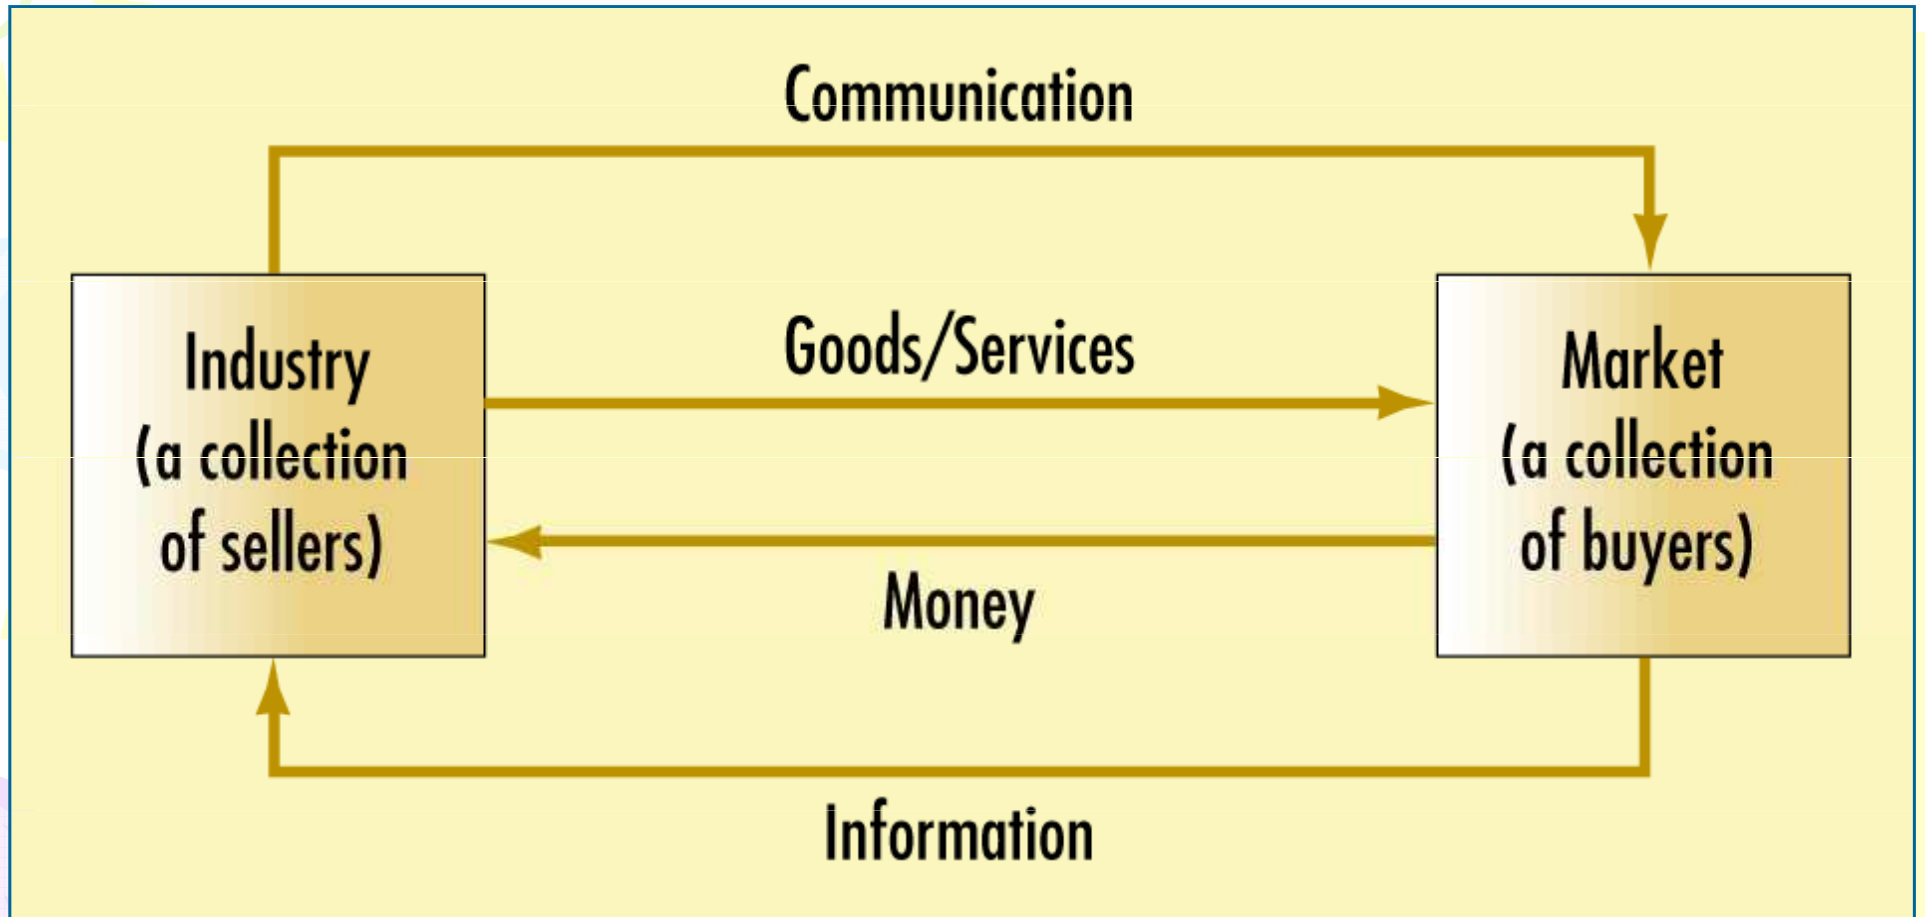 Communication
Goods/Services
Industry
(a collection
of sellers)
Market
(a collection
of buyers)
Money
Information